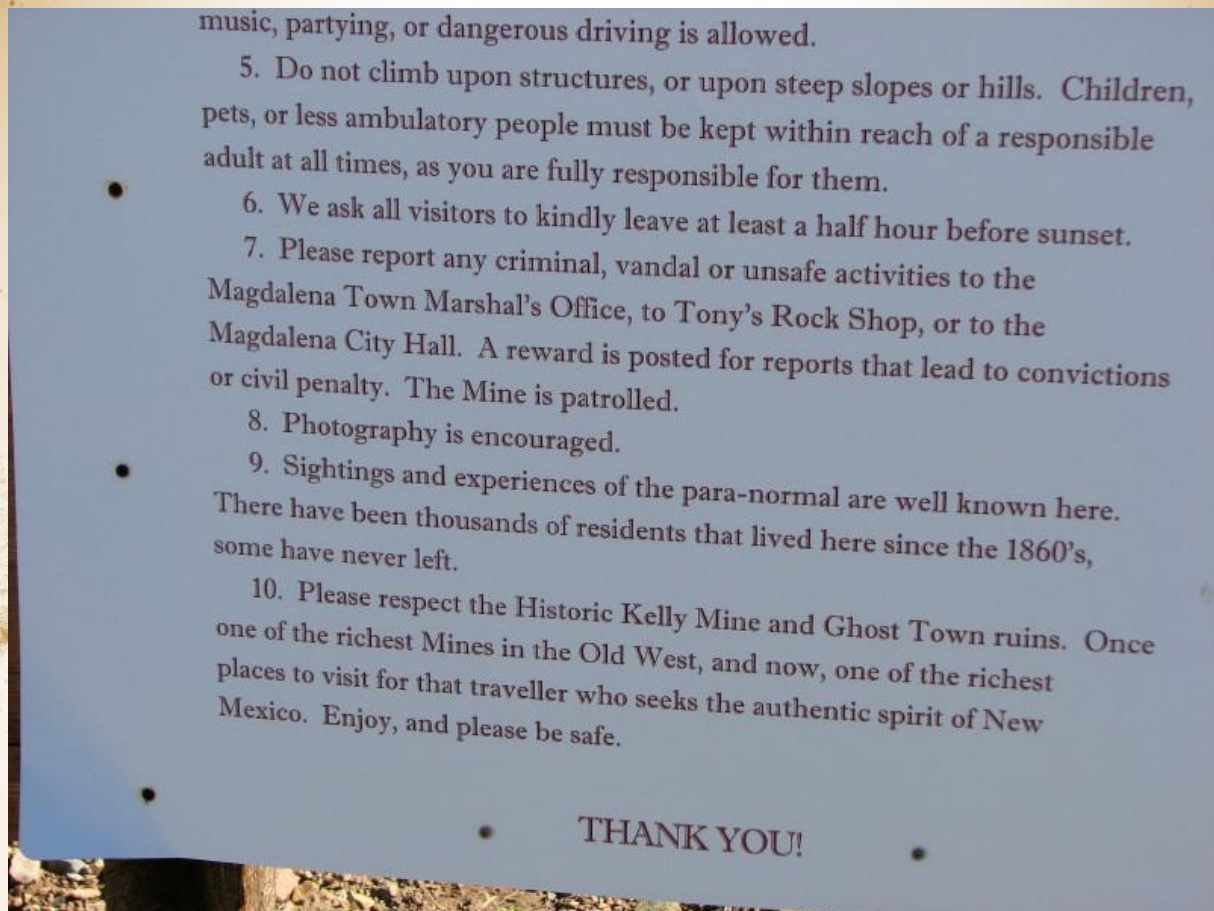 music, partying, or dangerous driving is allowed.
5. Do not climb upon structures, or upon steep slopes or hills. Children,
pets, or less ambulatory people must be kept within reach of a responsible
adult at all times, as you are fully responsible for them.
6. We ask all visitors to kindly leave at least a half hour before sunset.
7. Please report any criminal, vandal or unsafe activities to the
Magdalena Town Marshal's Office, to Tony's Rock Shop, or to the
Magdalena City Hall. A reward is posted for reports that lead to convictions
or civil penalty. The Mine is patrolled.
8. Photography is encouraged.
9. Sightings and experiences of the para-normal are well known here.
There have been thousands of residents that lived here since the 1860's,
some have never left.
10. Please respect the Historic Kelly Mine and Ghost Town ruins. Once
one of the richest Mines in the Old West, and now, one of the richest
places to visit for that traveller who seeks the authentic spirit of New
Mexico. Enjoy, and please be safe.
THANK YOU!